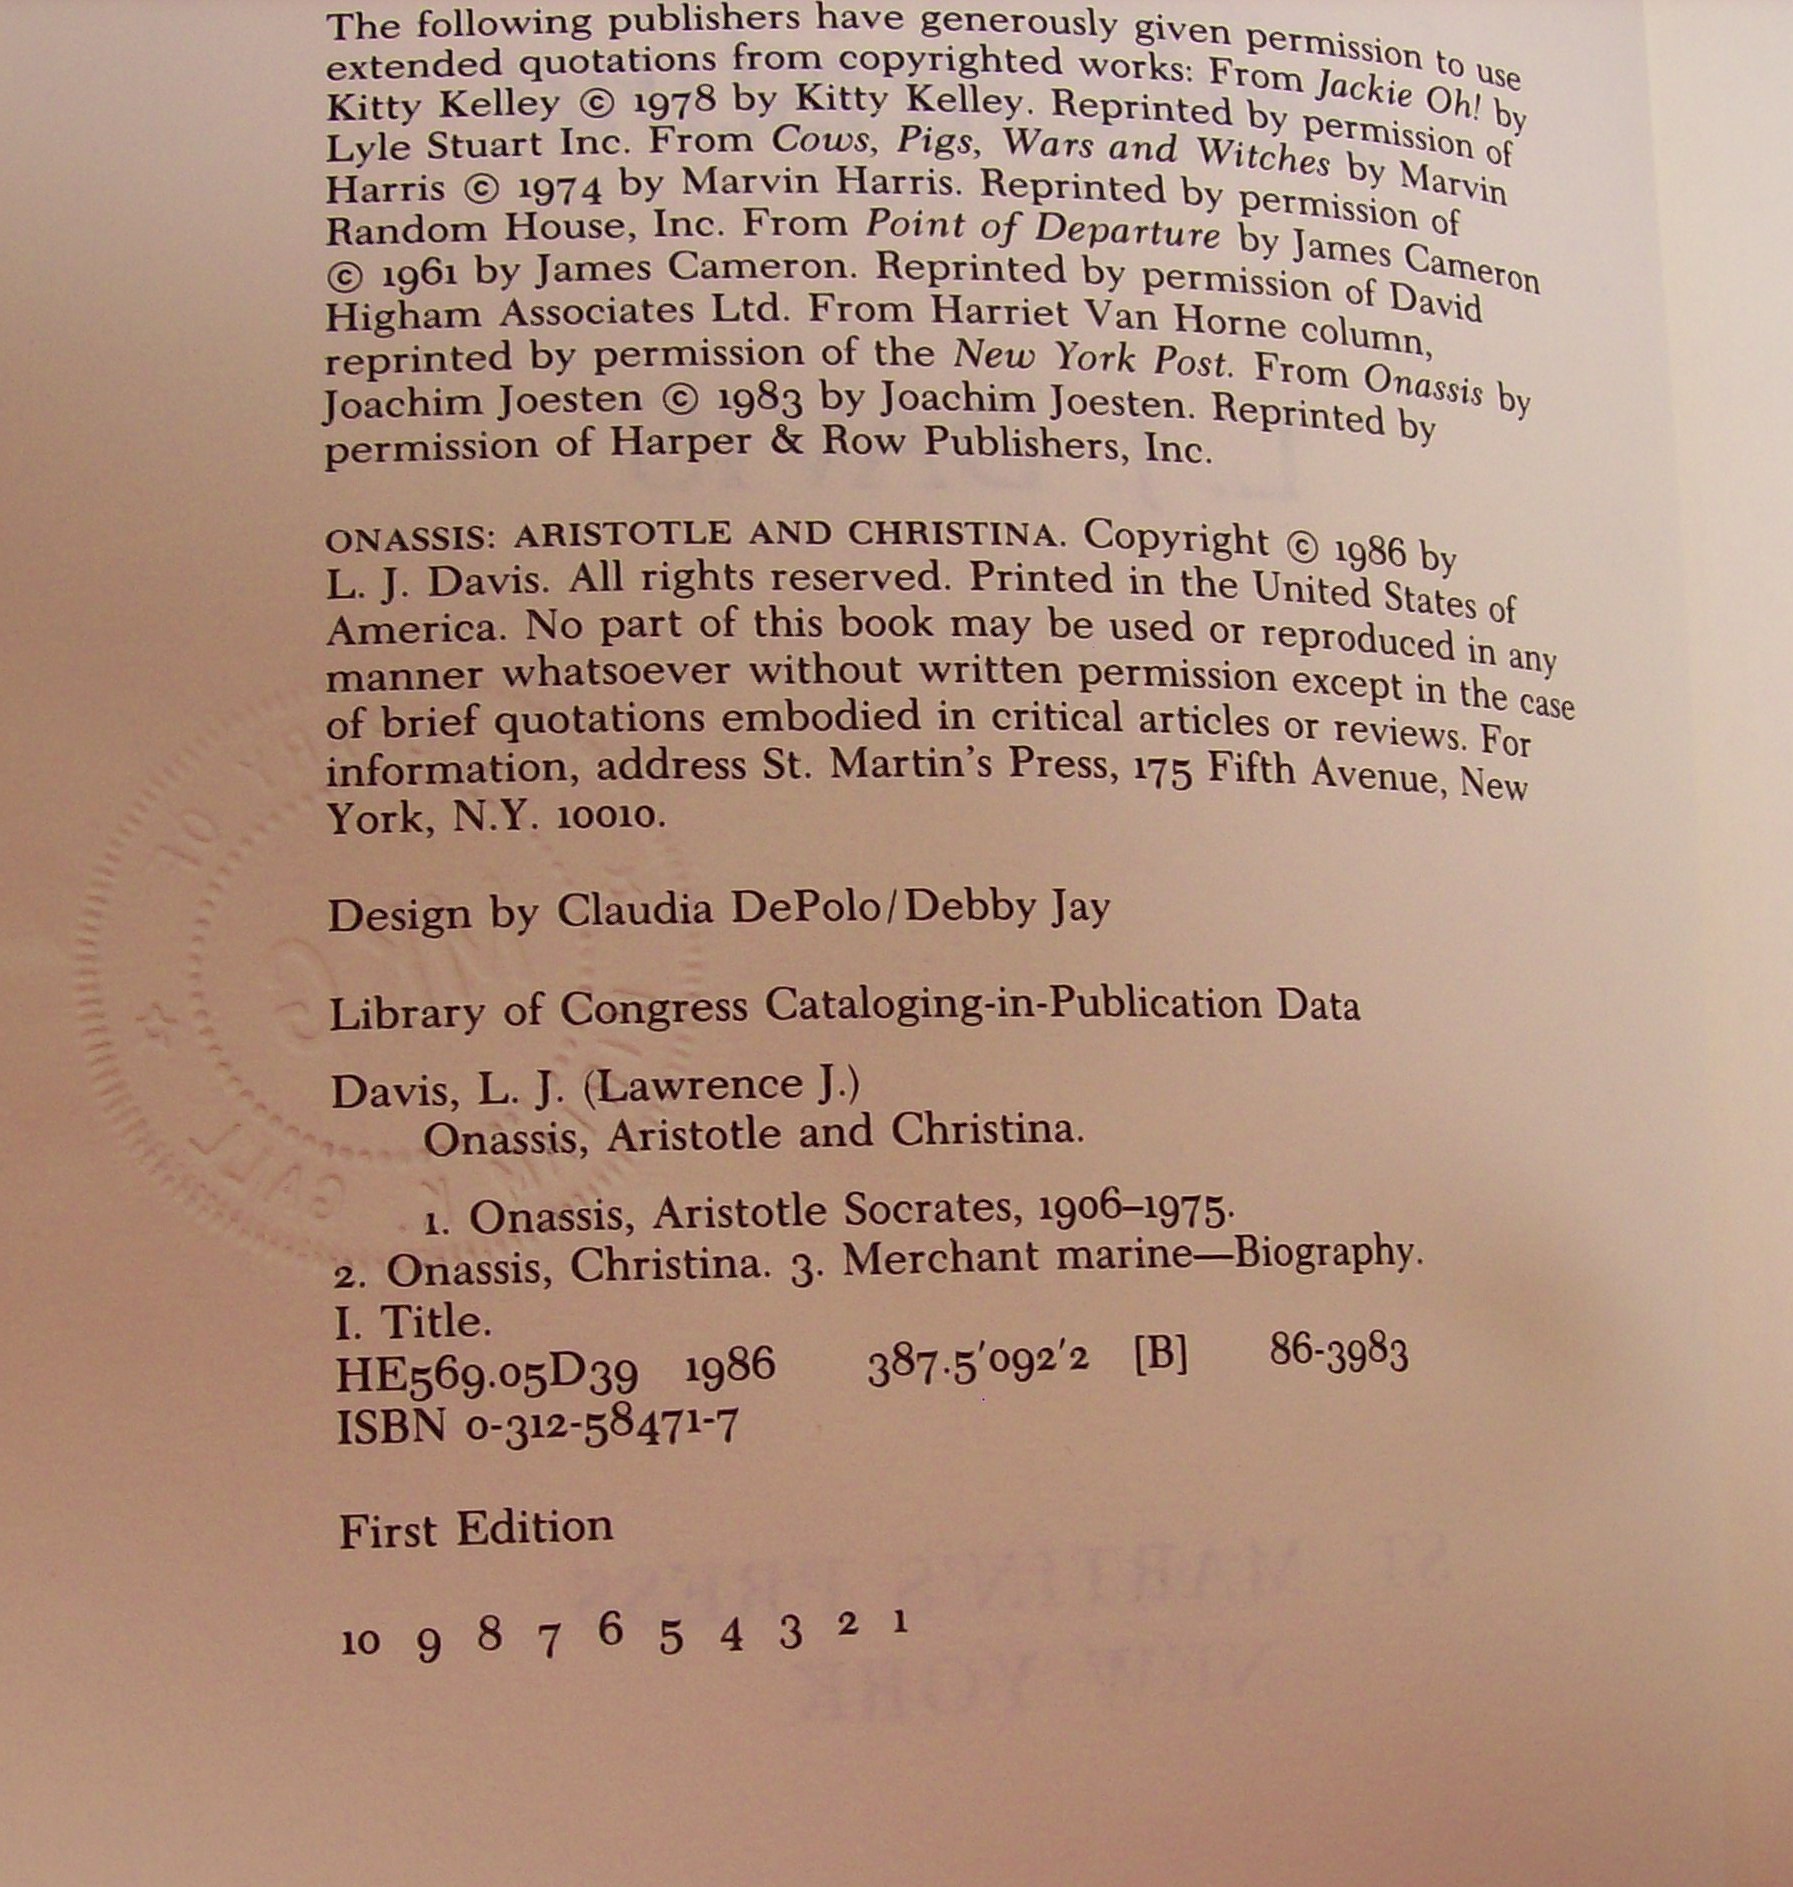 The following publishers have generously given permission to use
extended quotations from copyrighted works: From Jackie Oh! by
Kitty Kelley © 1978 by Kitty Kelley. Reprinted by permission of
Lyle Stuart Inc. From Cows, Pigs, Wars and Witches by Marvin
Harris © 1974 by Marvin Harris. Reprinted by permission of
Random House, Inc. From Point of Departure by James Cameron
© 1961 by James Cameron. Reprinted by permission of David
Higham Associates Ltd. From Harriet Van Horne column,
reprinted by permission of the New York Post. From Onassis by
Joachim Joesten © 1983 by Joachim Joesten. Reprinted by
permission of Harper & Row Publishers, Inc.
ONASSIS: ARISTOTLE AND CHRISTINA. Copyright © 1986 by
L. J. Davis. All rights reserved. Printed in the United States of
America. No part of this book may be used or reproduced in any
manner whatsoever without written permission except in the case
of brief quotations embodied in critical articles or reviews. For
information, address St. Martin's Press, 175 Fifth Avenue, New
York, N.Y. 10010.
Design by Claudia DePolo/Debby Jay
Library of Congress Cataloging-in-Publication Data
Davis, L. J. (Lawrence J.)
Onassis, Aristotle and Christina.
1. Onassis, Aristotle Socrates, 1906–1975.
2. Onassis, Christina. 3. Merchant marine—Biography.
I. Title.
HE569.05D39 1986 387.5′092′2 [B] 86-3983
ISBN 0-312-58471-7
First Edition
10 9 8 7 6 5 4 3 2 1
ST. MARTIN'S PRESS
NEW YORK